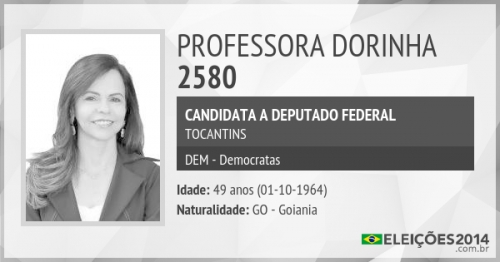 PROFESSORA DORINHA
2580
CANDIDATA A DEPUTADO FEDERAL
TOCANTINS
DEM - Democratas
Idade: 49 anos (01-10-1964)
Naturalidade: GO - Goiania
ELEIÇÕES2014
.com.br